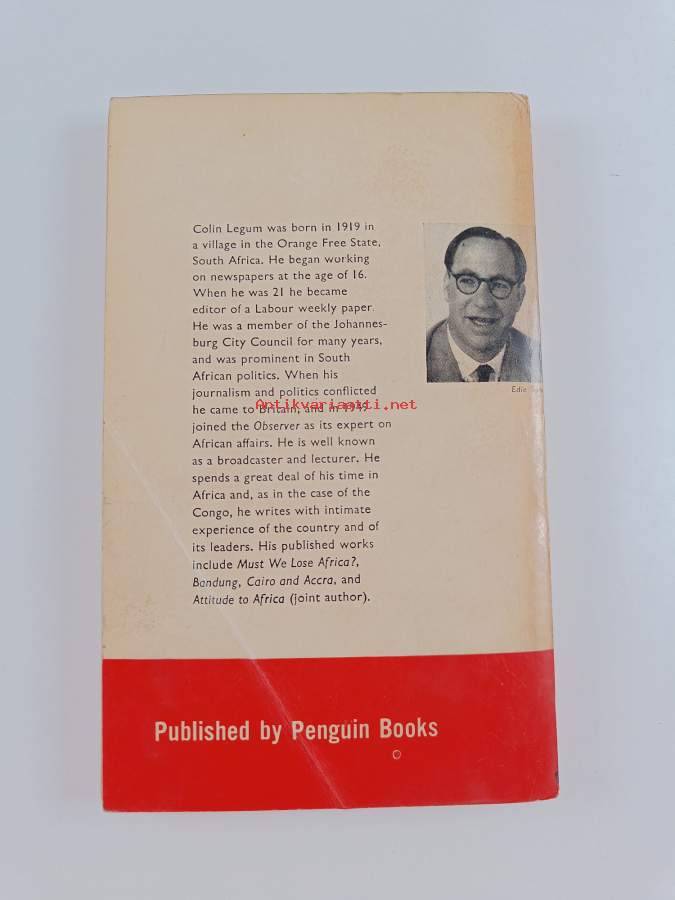 Colin Legum was born in 1919 in
a village in the Orange Free State,
South Africa. He began working
on newspapers at the age of 16.
When he was 21 he became
editor of a Labour weekly paper.
He was a member of the Johannes-
burg City Council for many years,
and was prominent in South
African politics. When his
journalism and politics conflicted
he came to Britain, and in 1949
joined the Observer as its expert on
African affairs. He is well known
as a broadcaster and lecturer. He
spends a great deal of his time in
Africa and, as in the case of the
Congo, he writes with intimate
experience of the country and of
its leaders. His published works
include Must We Lose Africa?,
Bandung, Cairo and Accra, and
Attitude to Africa (joint author).
Antikvariaatti.net
Published by Penguin Books